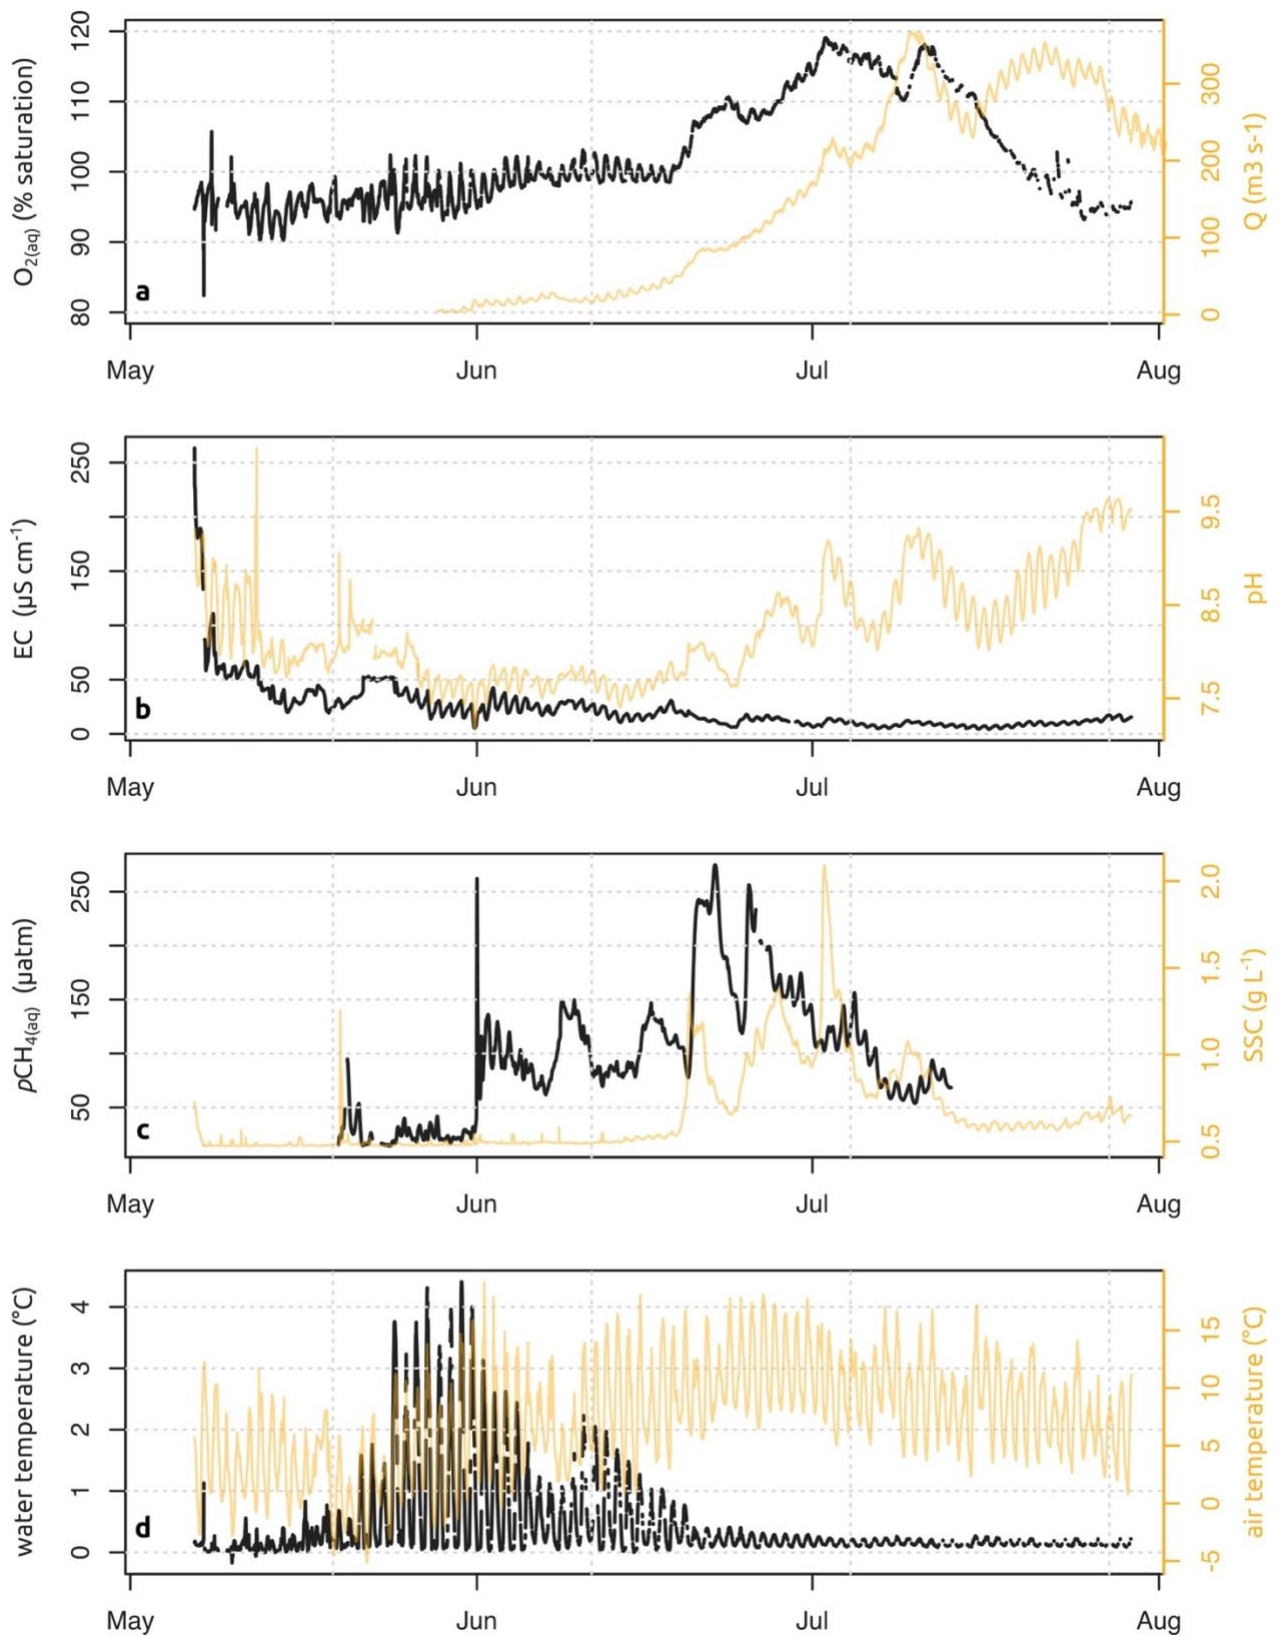 O2(aq) (% saturation)
80 90 100 110 120
a
0 100 200 300
Q (m3 s-1)
May Jun Jul Aug
EC (µS cm-1)
0 50 150 250
b
7.5 8.5 9.5
pH
May Jun Jul Aug
pCH4(aq) (µatm)
50 150 250
c
0.5 1.0 1.5 2.0
SSC (g L-1)
May Jun Jul Aug
water temperature (°C)
0 1 2 3 4
d
-5 0 5 10 15
air temperature (°C)
May Jun Jul Aug